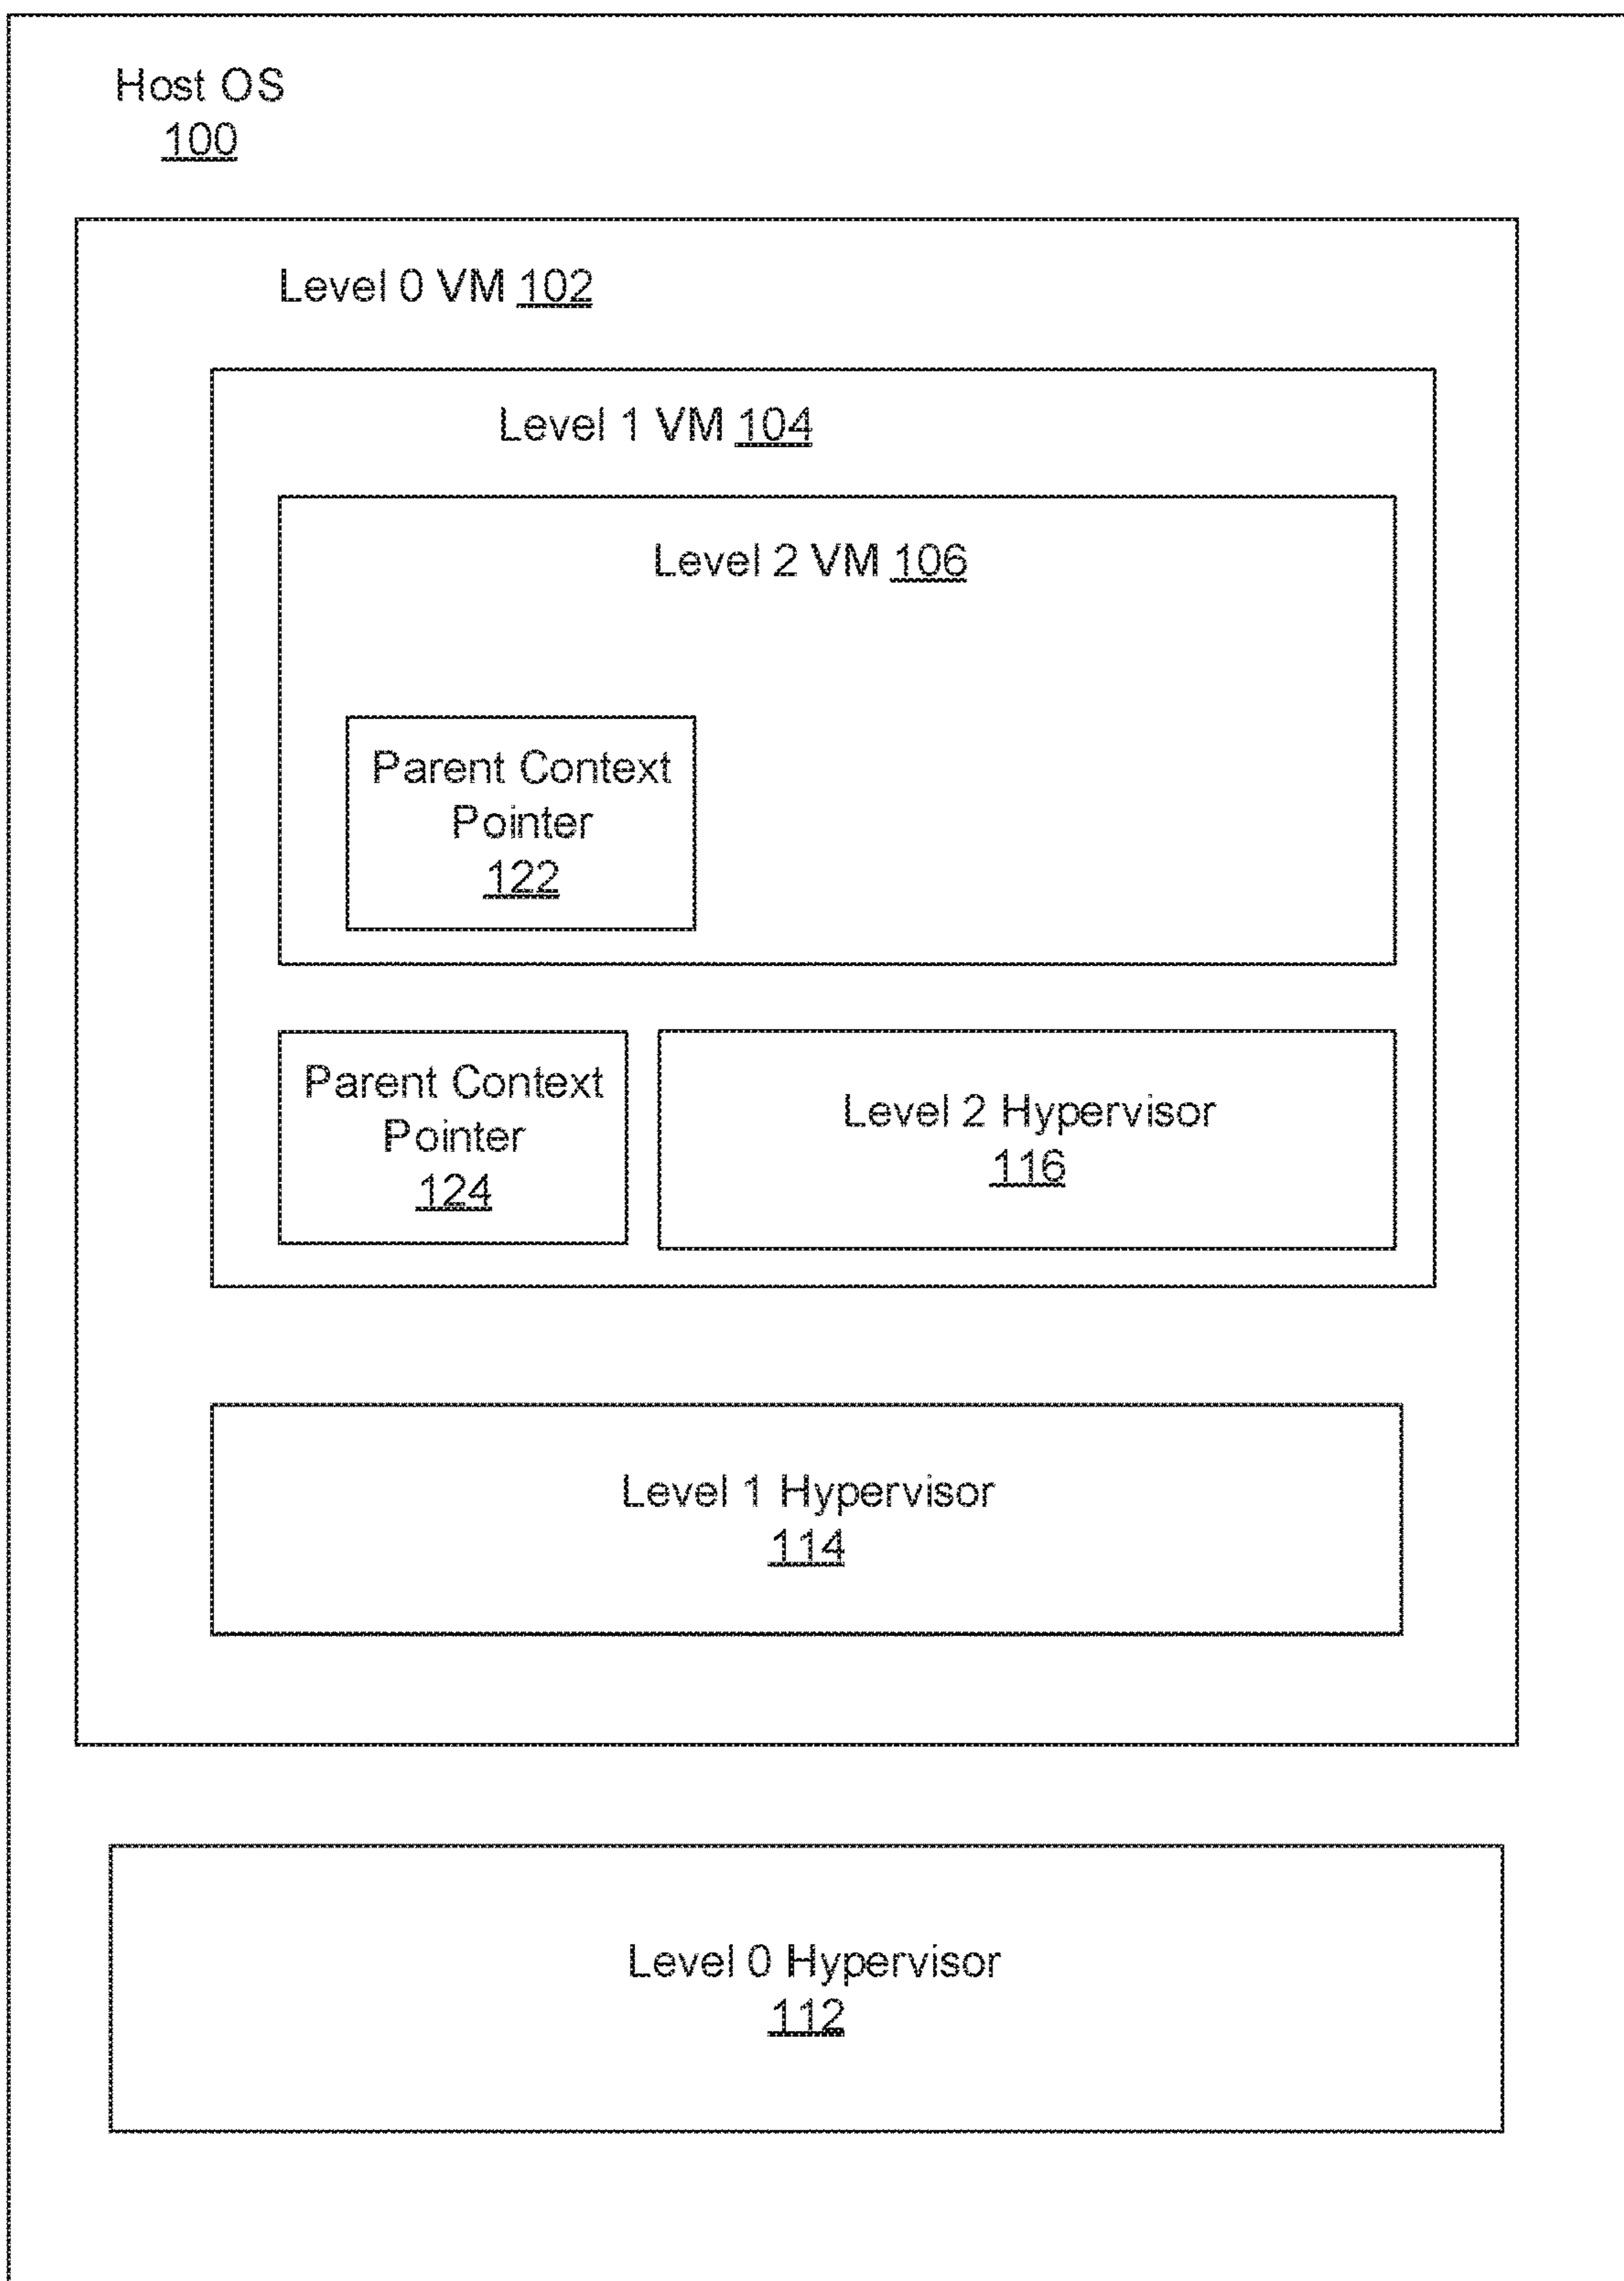 Host OS
100
Level 0 VM 102
Level 1 VM 104
Level 2 VM 106
Parent Context
Pointer
122
Parent Context
Pointer
124
Level 2 Hypervisor
116
Level 1 Hypervisor
114
Level 0 Hypervisor
112